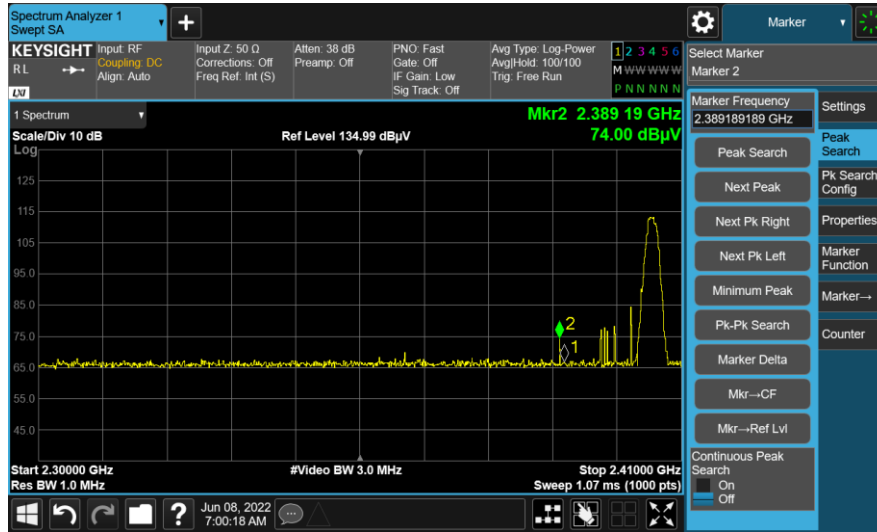 Spectrum Analyzer 1
Swept SA
Marker
KEYSIGHT
RL
LXI
Input: RF
Coupling: DC
Align: Auto
Input Z: 50 Ω
Corrections: Off
Freq Ref: Int (S)
Atten: 38 dB
Preamp: Off
PNO: Fast
Gate: Off
IF Gain: Low
Sig Track: Off
Avg Type: Log-Power
Avg|Hold: 100/100
Trig: Free Run
1 2 3 4 5 6
M W W W W W
P N N N N N
Select Marker
Marker 2
1 Spectrum
Scale/Div 10 dB
Log
Ref Level 134.99 dBµV
Mkr2 2.389 19 GHz
74.00 dBµV
125
115
105
95.0
85.0
75.0
65.0
55.0
45.0
2
1
Start 2.30000 GHz
Res BW 1.0 MHz
#Video BW 3.0 MHz
Stop 2.41000 GHz
Sweep 1.07 ms (1000 pts)
Marker Frequency
2.389189189 GHz
Peak Search
Next Peak
Next Pk Right
Next Pk Left
Minimum Peak
Pk-Pk Search
Marker Delta
Mkr→CF
Mkr→Ref Lvl
Continuous Peak
Search
On
Off
Settings
Peak
Search
Pk Search
Config
Properties
Marker
Function
Marker→
Counter
?
Jun 08, 2022
7:00:18 AM